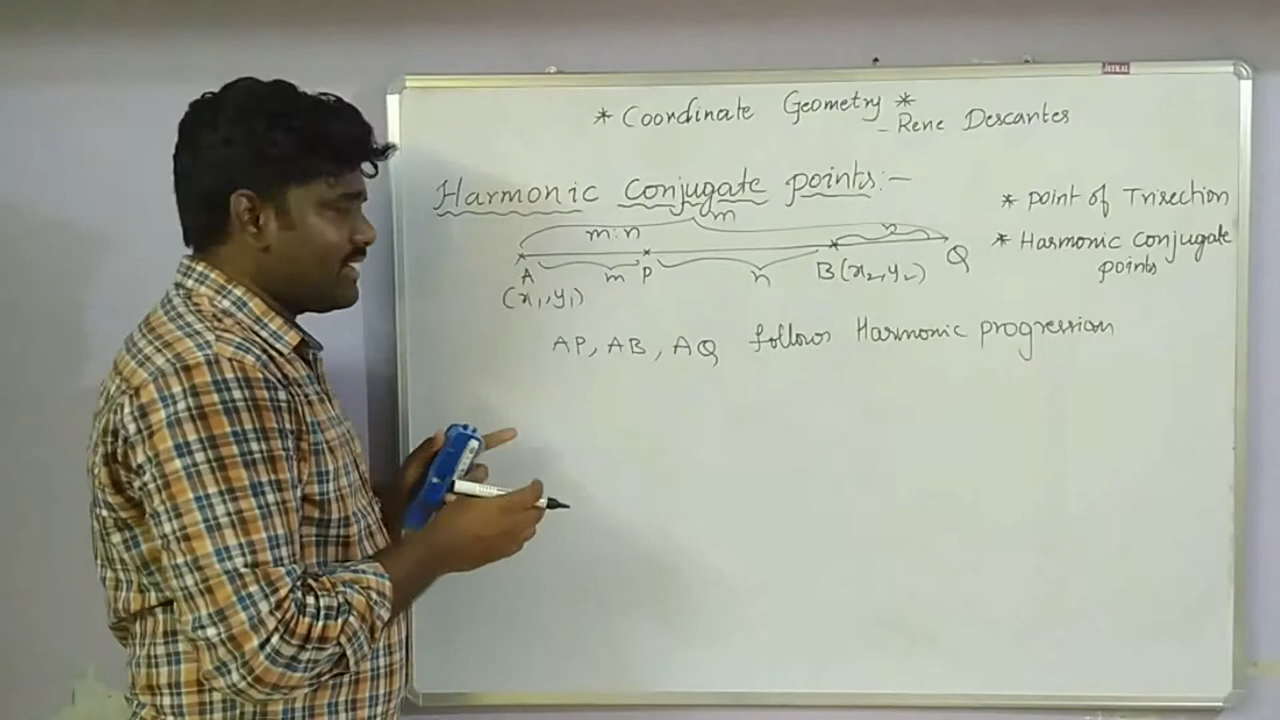 * Coordinate Geometry *
- Rene Descartes
Harmonic Conjugate points:-
m
m:n
n
A
m
P
n
B(x₂,y₂)
Q
(x₁,y₁)
AP, AB, AQ follows Harmonic progression
* point of Trisection
* Harmonic Conjugate
points